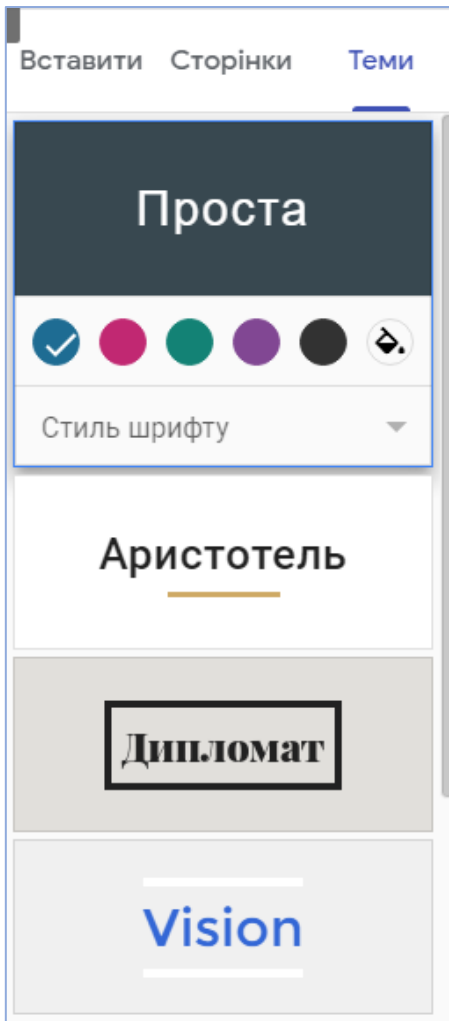 Вставити Сторінки Теми
Проста
Стиль шрифту
Аристотель
Дипломат
Vision